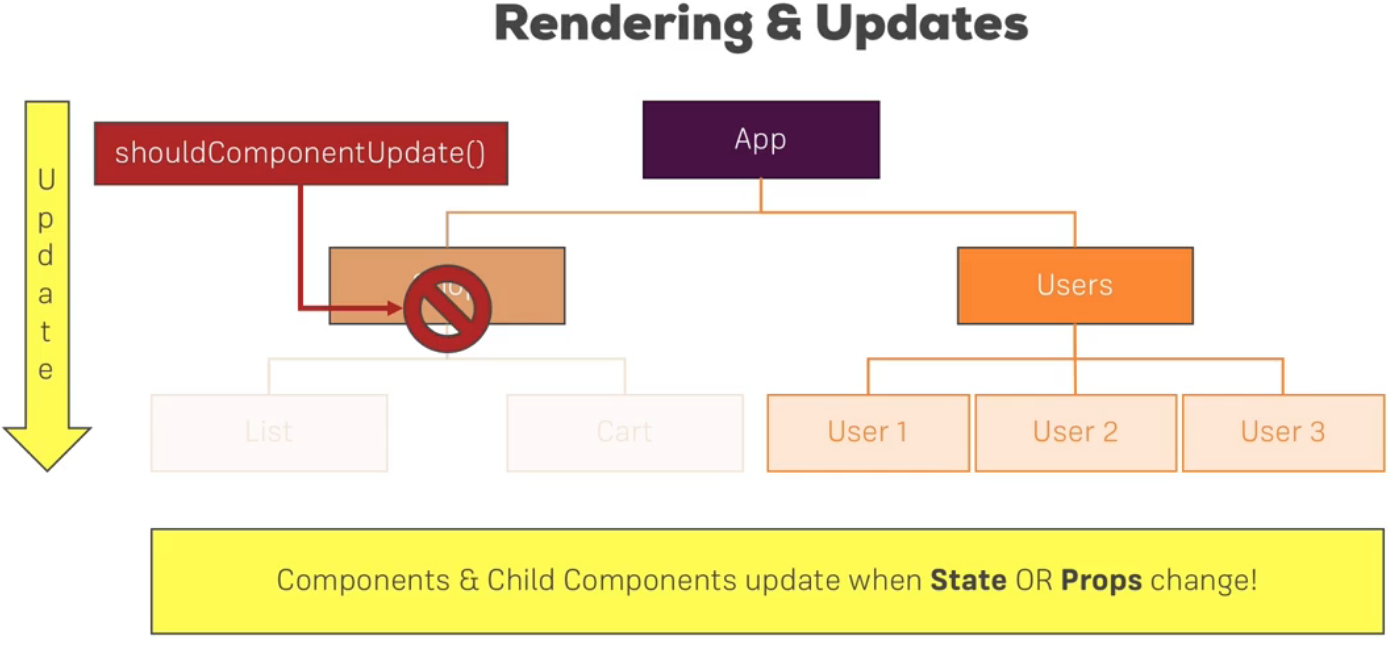 Rendering & Updates
Update
shouldComponentUpdate()
App
Users
List
Cart
User 1
User 2
User 3
Components & Child Components update when State OR Props change!